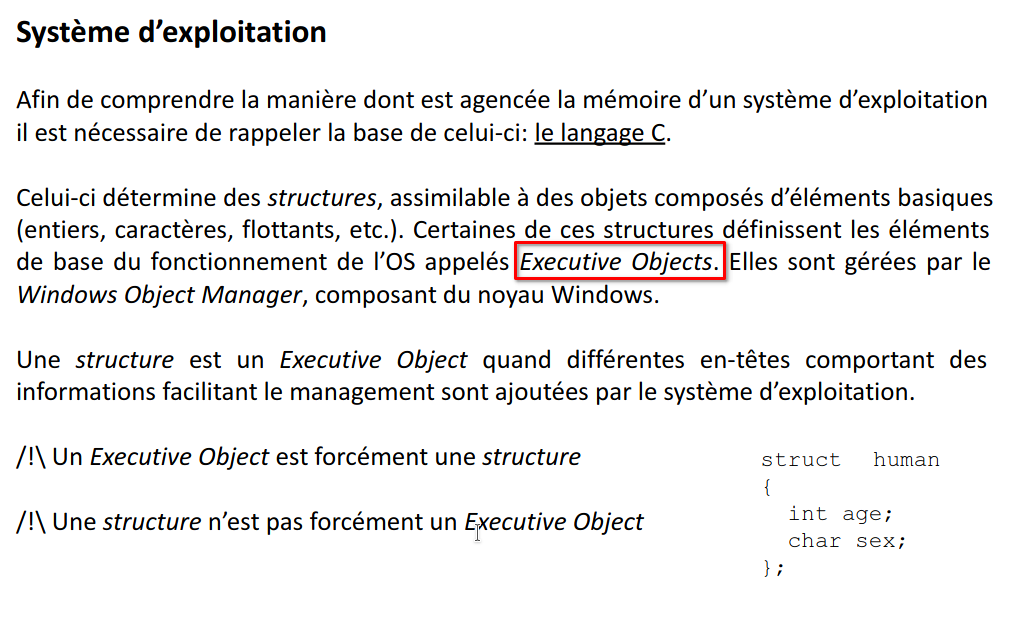 Système d’exploitation
Afin de comprendre la manière dont est agencée la mémoire d’un système d’exploitation
il est nécessaire de rappeler la base de celui-ci: le langage C.
Celui-ci détermine des structures, assimilable à des objets composés d’éléments basiques
(entiers, caractères, flottants, etc.). Certaines de ces structures définissent les éléments
de base du fonctionnement de l’OS appelés Executive Objects. Elles sont gérées par le
Windows Object Manager, composant du noyau Windows.
Une structure est un Executive Object quand différentes en-têtes comportant des
informations facilitant le management sont ajoutées par le système d’exploitation.
/!\ Un Executive Object est forcément une structure
/!\ Une structure n’est pas forcément un Executive Object
struct human
{
int age;
char sex;
};